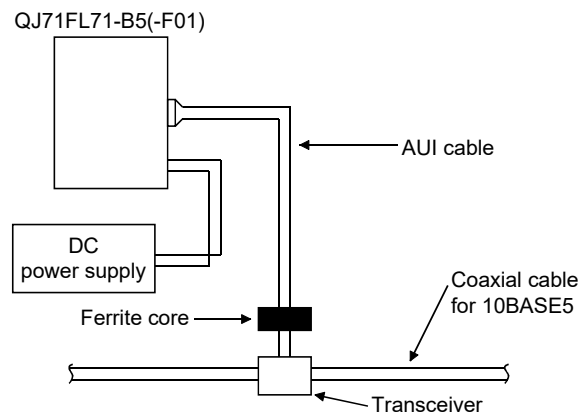 QJ71FL71-B5(-F01)
AUI cable
DC
power supply
Coaxial cable
for 10BASE5
Ferrite core
Transceiver